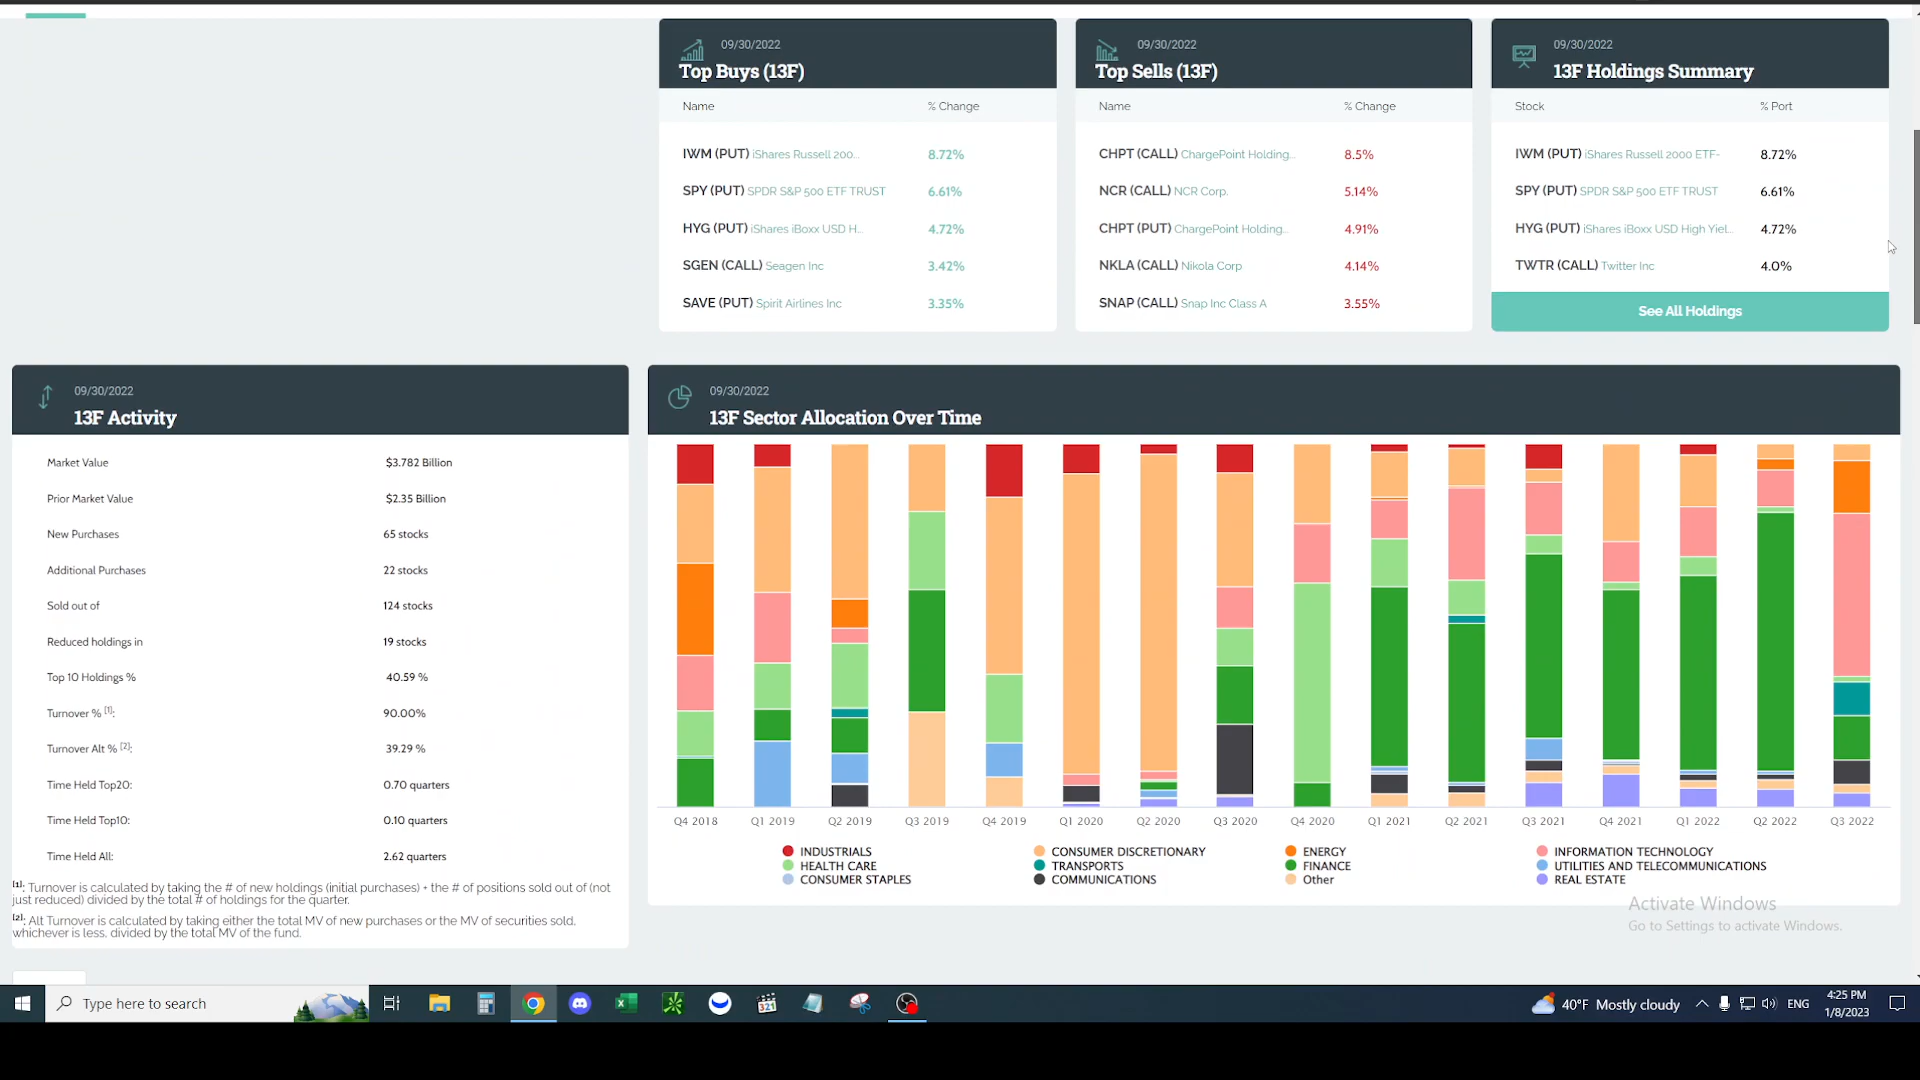 09/30/2022
Top Buys (13F)
Name % Change
IWM (PUT) iShares Russell 200... 8.72%
SPY (PUT) SPDR S&P 500 ETF TRUST 6.61%
HYG (PUT) iShares iBoxx USD H... 4.72%
SGEN (CALL) Seagen Inc 3.42%
SAVE (PUT) Spirit Airlines Inc 3.35%
09/30/2022
Top Sells (13F)
Name % Change
CHPT (CALL) ChargePoint Holding... 8.5%
NCR (CALL) NCR Corp. 5.14%
CHPT (PUT) ChargePoint Holding... 4.91%
NKLA (CALL) Nikola Corp 4.14%
SNAP (CALL) Snap Inc Class A 3.55%
09/30/2022
13F Holdings Summary
Stock % Port
IWM (PUT) iShares Russell 2000 ETF- 8.72%
SPY (PUT) SPDR S&P 500 ETF TRUST 6.61%
HYG (PUT) iShares iBoxx USD High Yiel... 4.72%
TWTR (CALL) Twitter Inc 4.0%
See All Holdings
09/30/2022
13F Activity
Market Value $3.782 Billion
Prior Market Value $2.35 Billion
New Purchases 65 stocks
Additional Purchases 22 stocks
Sold out of 124 stocks
Reduced holdings in 19 stocks
Top 10 Holdings % 40.59 %
Turnover % [1]: 90.00%
Turnover Alt % [2]: 39.29 %
Time Held Top20: 0.70 quarters
Time Held Top10: 0.10 quarters
Time Held All: 2.62 quarters
[1]: Turnover is calculated by taking the # of new holdings (initial purchases) + the # of positions sold out of (not
just reduced) divided by the total # of holdings for the quarter.
[2]: Alt Turnover is calculated by taking either the total MV of new purchases or the MV of securities sold,
whichever is less, divided by the total MV of the fund.
09/30/2022
13F Sector Allocation Over Time
Q4 2018 Q1 2019 Q2 2019 Q3 2019 Q4 2019 Q1 2020 Q2 2020 Q3 2020 Q4 2020 Q1 2021 Q2 2021 Q3 2021 Q4 2021 Q1 2022 Q2 2022 Q3 2022
INDUSTRIALS CONSUMER DISCRETIONARY ENERGY INFORMATION TECHNOLOGY
HEALTH CARE TRANSPORTS FINANCE UTILITIES AND TELECOMMUNICATIONS
CONSUMER STAPLES COMMUNICATIONS Other REAL ESTATE
Activate Windows
Go to Settings to activate Windows.
Type here to search
321
40°F Mostly cloudy
ENG
4:25 PM
1/8/2023